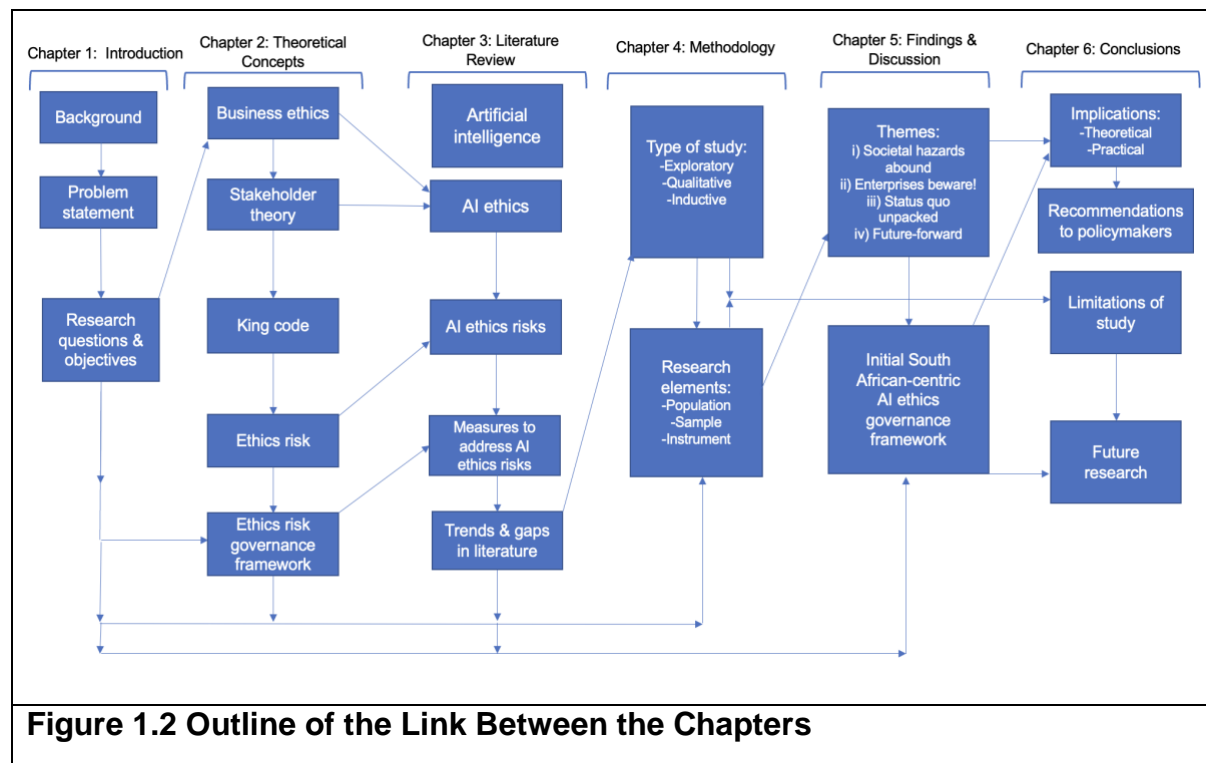 Chapter 1: Introduction
Background
Problem
statement
Research
questions &
objectives
Chapter 2: Theoretical
Concepts
Business ethics
Stakeholder
theory
King code
Ethics risk
Ethics risk
governance
framework
Chapter 3: Literature
Review
Artificial
intelligence
AI ethics
AI ethics risks
Measures to
address AI
ethics risks
Trends & gaps
in literature
Chapter 4: Methodology
Type of study:
-Exploratory
-Qualitative
-Inductive
Research
elements:
-Population
-Sample
-Instrument
Chapter 5: Findings &
Discussion
Themes:
i) Societal hazards
abound
ii) Enterprises beware!
iii) Status quo
unpacked
iv) Future-forward
Initial South
African-centric
AI ethics
governance
framework
Chapter 6: Conclusions
Implications:
-Theoretical
-Practical
Recommendations
to policymakers
Limitations of
study
Future
research
Figure 1.2 Outline of the Link Between the Chapters